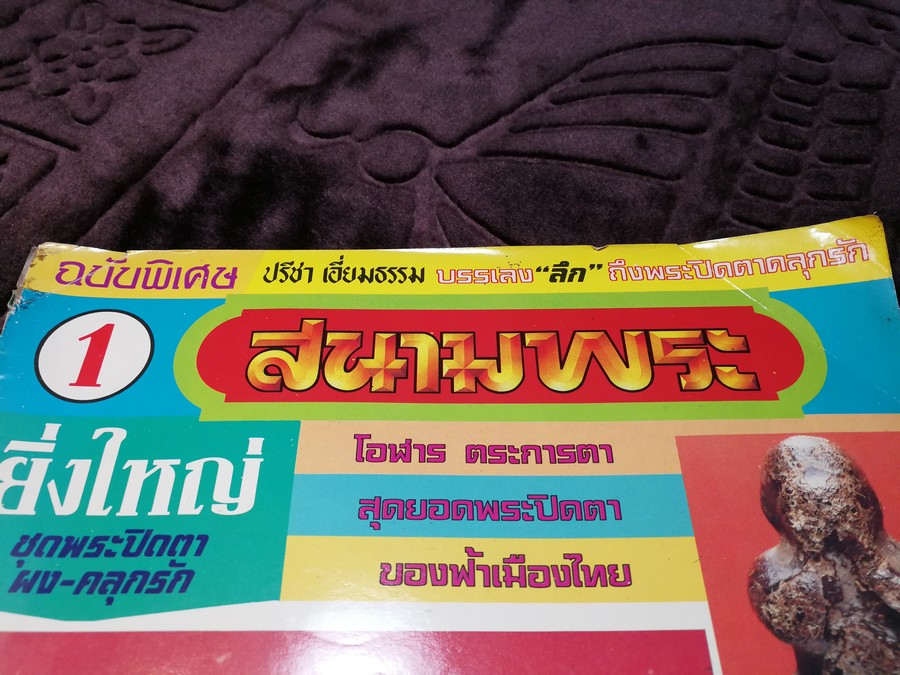 ฉบับพิเศษ ปรีชา เอี่ยมธรรม บรรเลง "ลึก" ถึงพระปิดตาคลุกรัก
1
สนามพระ
ยิ่งใหญ่
ชุดพระปิดตา
ผง-คลุกรัก
โอฬาร ตระการตา
สุดยอดพระปิดตา
ของฟ้าเมืองไทย